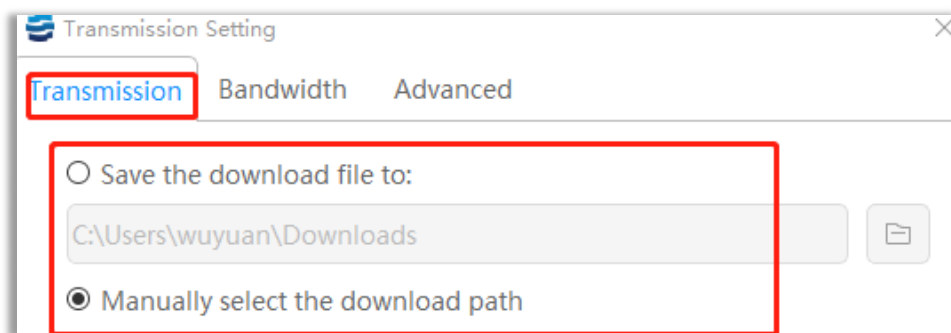 Transmission Setting
Transmission Bandwidth Advanced
Save the download file to:
C:\Users\wuyuan\Downloads
Manually select the download path